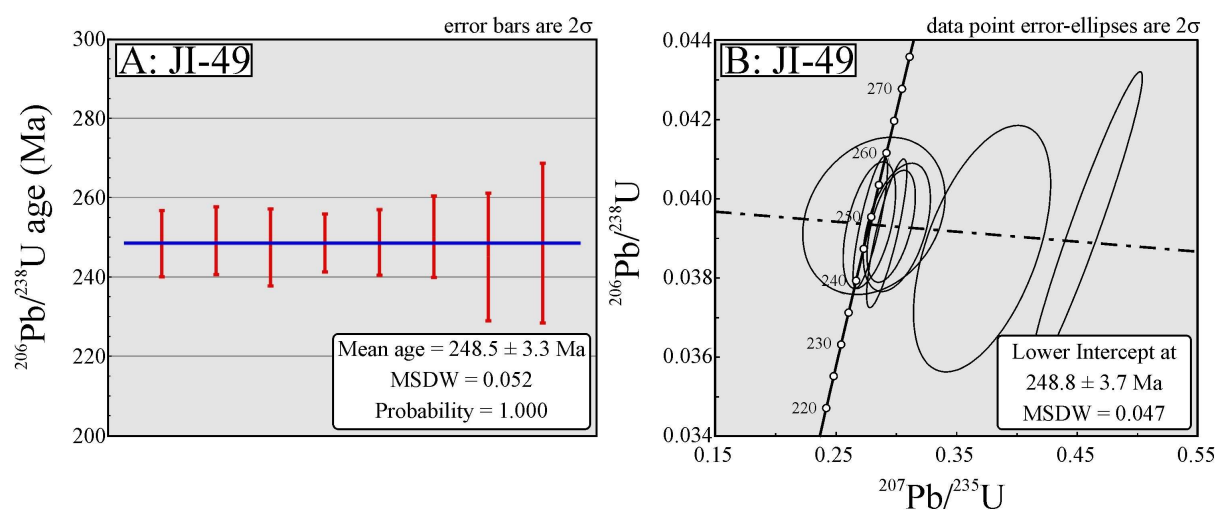 error bars are 2σ
A: JI-49
300
280
260
240
220
200
²⁰⁶Pb/²³⁸U age (Ma)
Mean age = 248.5 ± 3.3 Ma
MSDW = 0.052
Probability = 1.000
data point error-ellipses are 2σ
B: JI-49
0.044
0.042
0.040
0.038
0.036
0.034
²⁰⁶Pb/²³⁸U
270
260
250
240
230
220
Lower Intercept at
248.8 ± 3.7 Ma
MSDW = 0.047
0.15
0.25
0.35
0.45
0.55
²⁰⁷Pb/²³⁵U